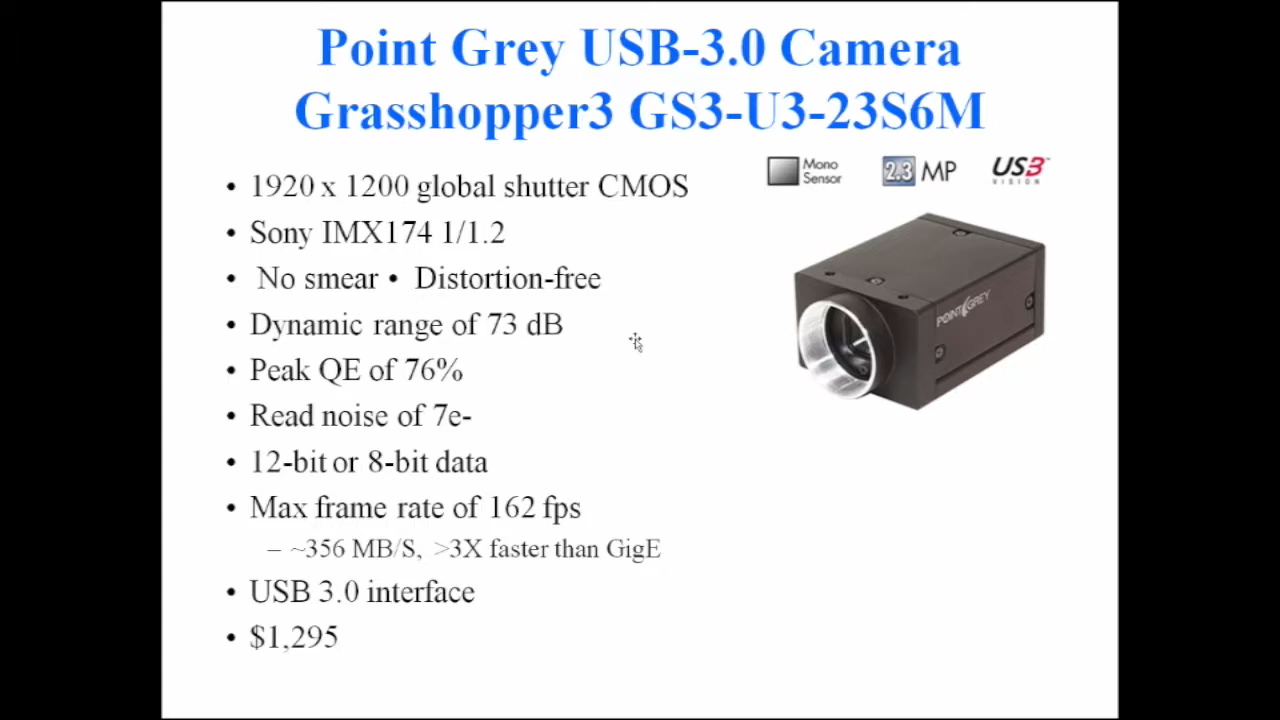 Point Grey USB-3.0 Camera
Grasshopper3 GS3-U3-23S6M
Mono
Sensor
2.3 MP
USB3
VISION
• 1920 x 1200 global shutter CMOS
• Sony IMX174 1/1.2
• No smear • Distortion-free
• Dynamic range of 73 dB
POINT GREY
• Peak QE of 76%
• Read noise of 7e-
• 12-bit or 8-bit data
• Max frame rate of 162 fps
– ~356 MB/S, >3X faster than GigE
• USB 3.0 interface
• $1,295